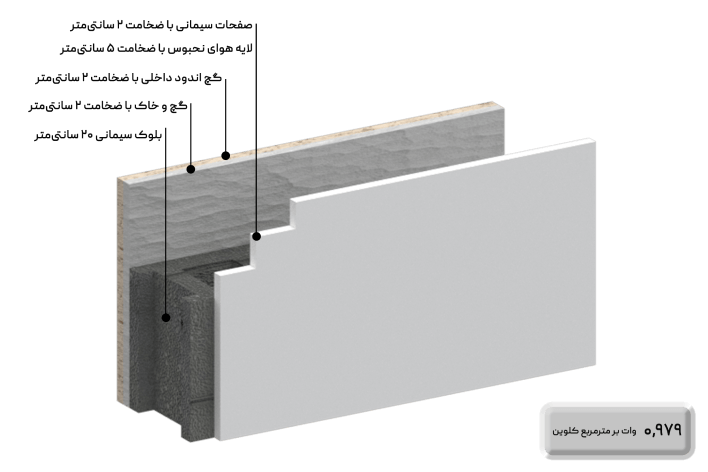 صفحات سیمانی با ضخامت ۲ سانتی‌متر
لایه هوای نحبوس با ضخامت ۵ سانتی‌متر
گچ اندود داخلی با ضخامت ۲ سانتی‌متر
گچ و خاک با ضخامت ۲ سانتی‌متر
بلوک سیمانی ۲۰ سانتی‌متر
۰,۹۷۹ وات بر مترمربع کلوین